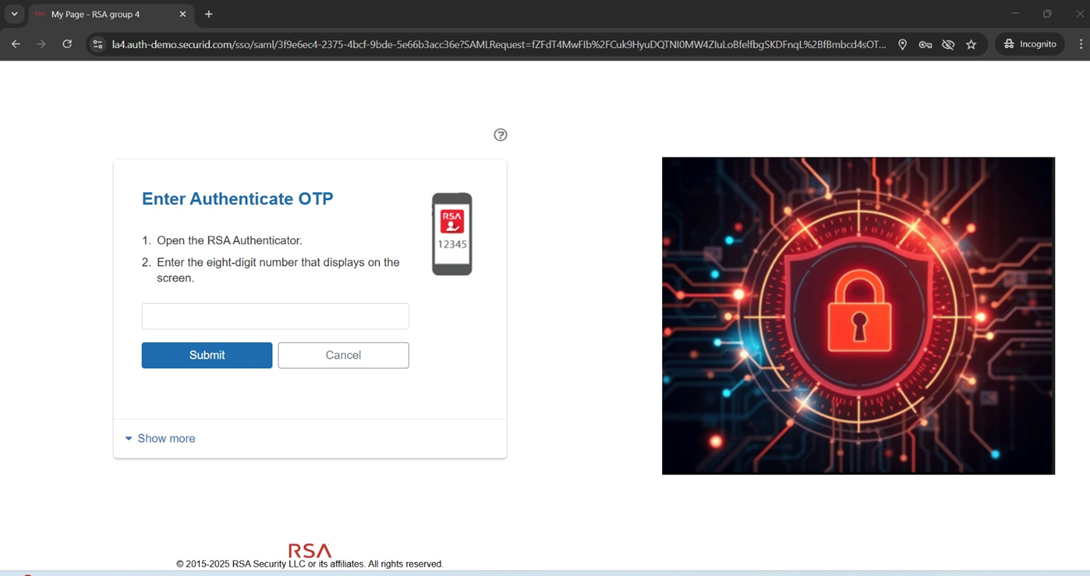 My Page - RSA group 4
la4.auth-demo.securid.com/sso/saml/3f9e6ec4-2375-4bcf-9bde-5e66b3acc36e?SAMLRequest=fZFdT4MwFIb%2FCuk9HyuDQTNI0MW4ZIuLoBfelfbgSKDFnqL%2BfBmbcd4sOT...
Incognito
Enter Authenticate OTP
RSA
12345
1. Open the RSA Authenticator.
2. Enter the eight-digit number that displays on the
screen.
Submit
Cancel
Show more
RSA
© 2015-2025 RSA Security LLC or its affiliates. All rights reserved.